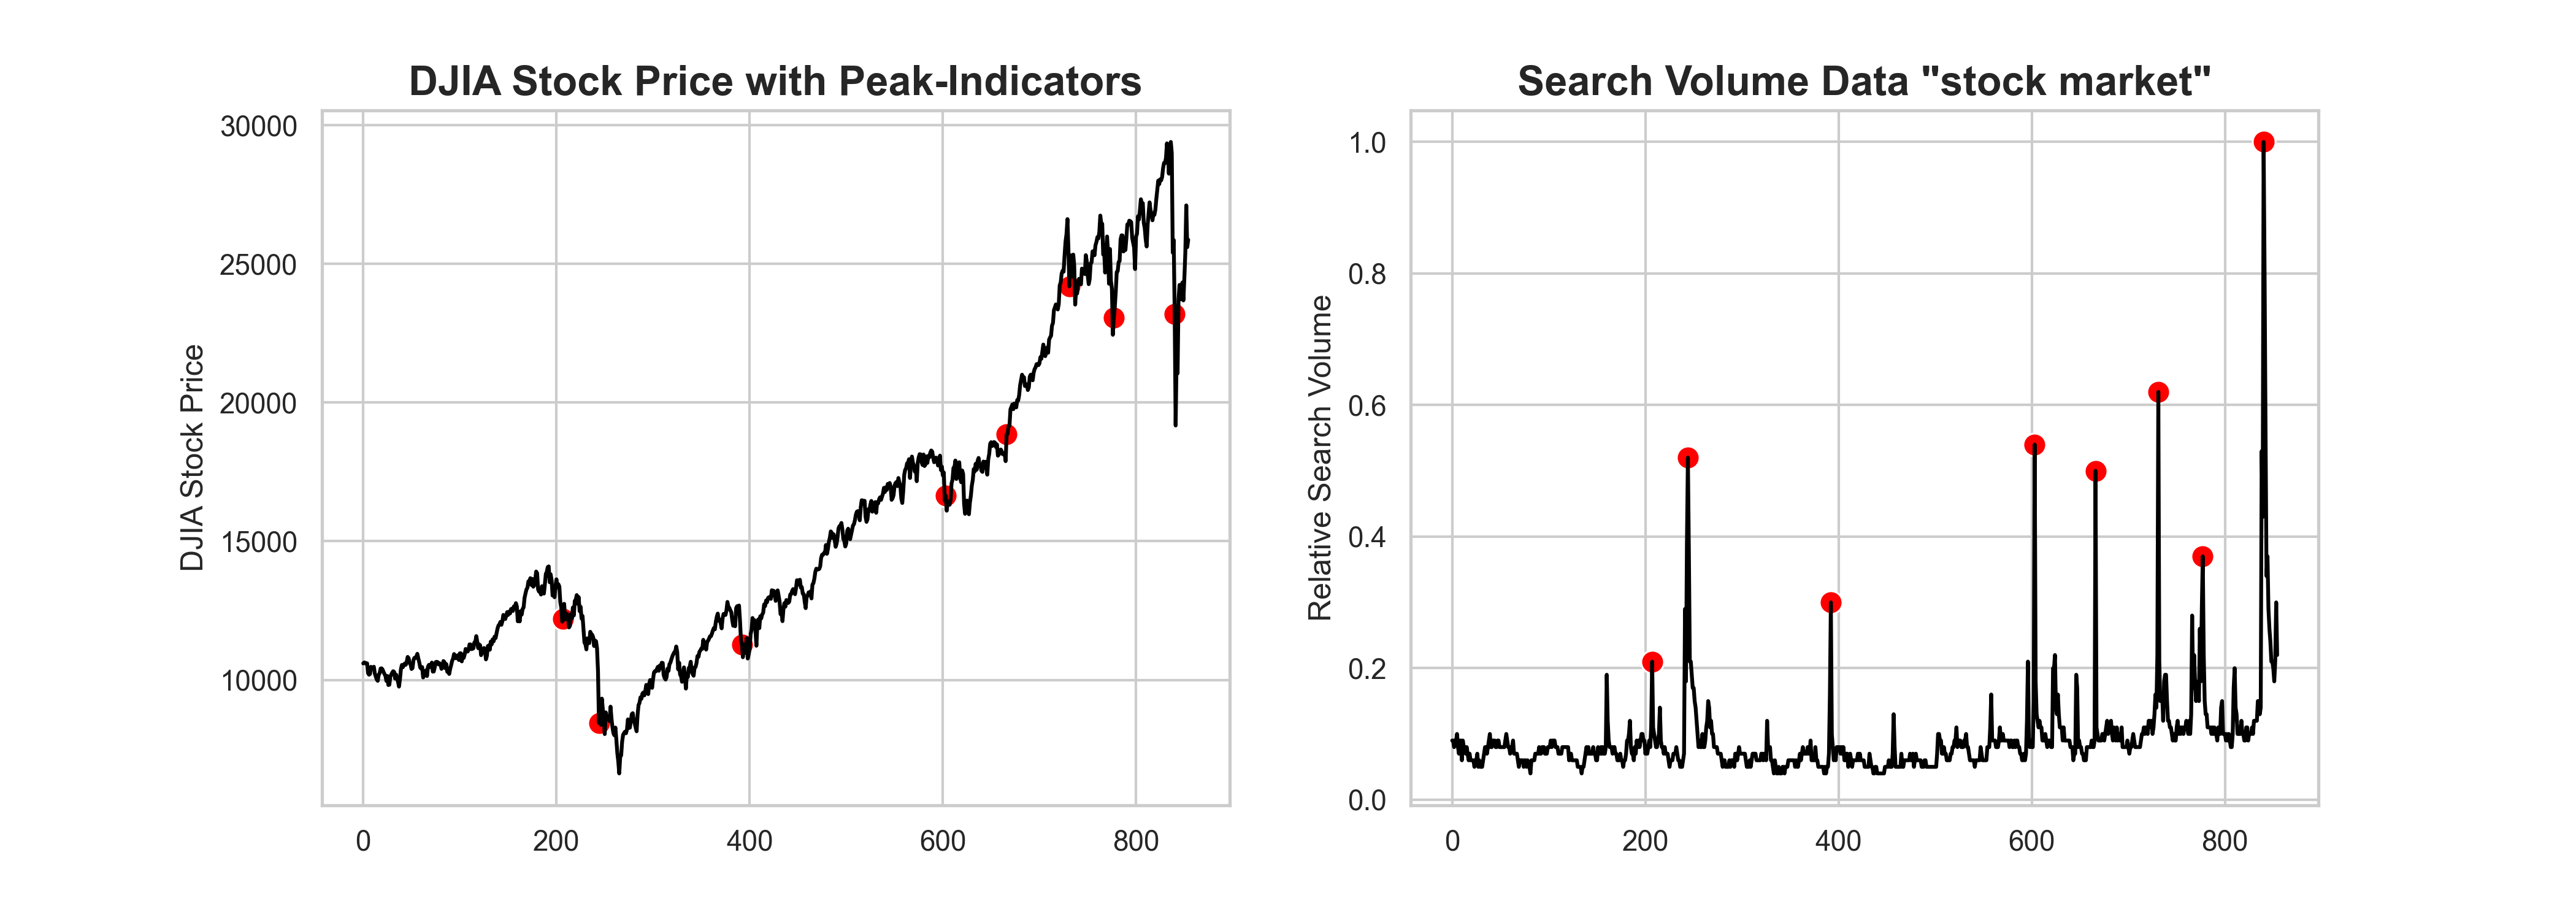 DJIA Stock Price with Peak-Indicators
DJIA Stock Price
30000
25000
20000
15000
10000
0 200 400 600 800
Search Volume Data "stock market"
Relative Search Volume
1.0
0.8
0.6
0.4
0.2
0.0
0 200 400 600 800